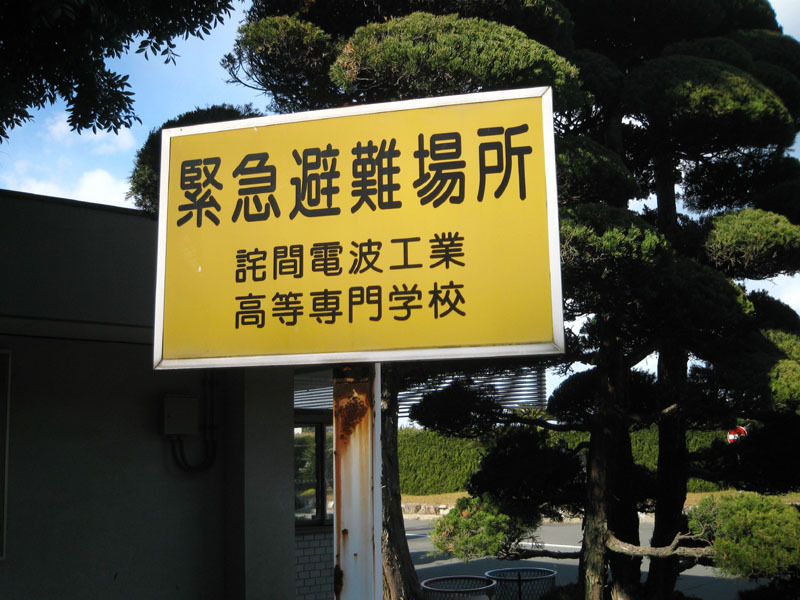 緊急避難場所
詫間電波工業
高等専門学校